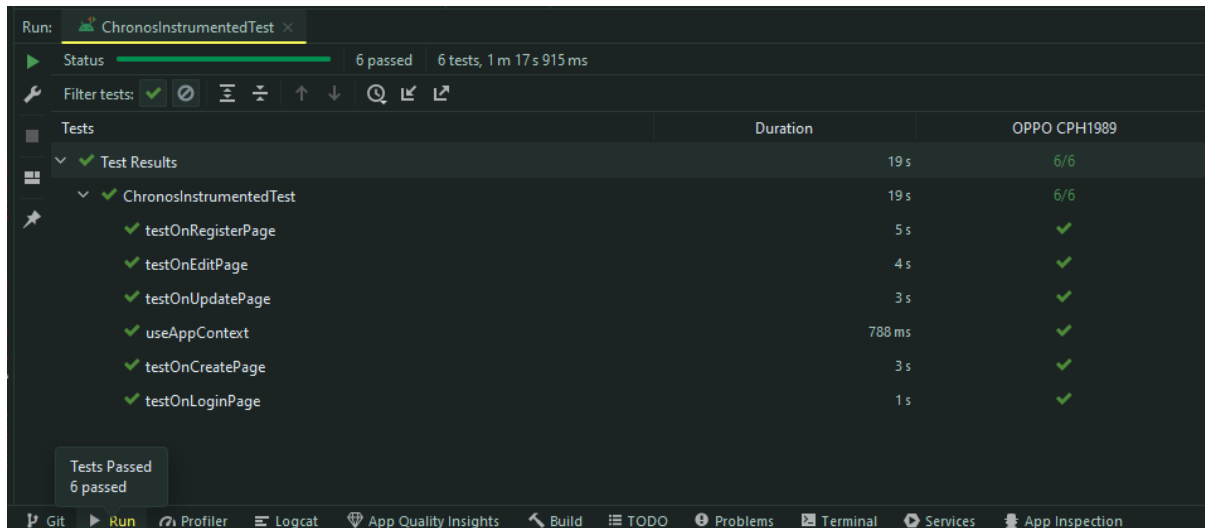 Run: ChronosInstrumentedTest
Status 6 passed 6 tests, 1 m 17 s 915 ms
Filter tests:
Tests Duration OPPO CPH1989
Test Results 19 s 6/6
ChronosInstrumentedTest 19 s 6/6
testOnRegisterPage 5 s
testOnEditPage 4 s
testOnUpdatePage 3 s
useAppContext 788 ms
testOnCreatePage 3 s
testOnLoginPage 1 s
Tests Passed
6 passed
Git Run Profiler Logcat App Quality Insights Build TODO Problems Terminal Services App Inspection